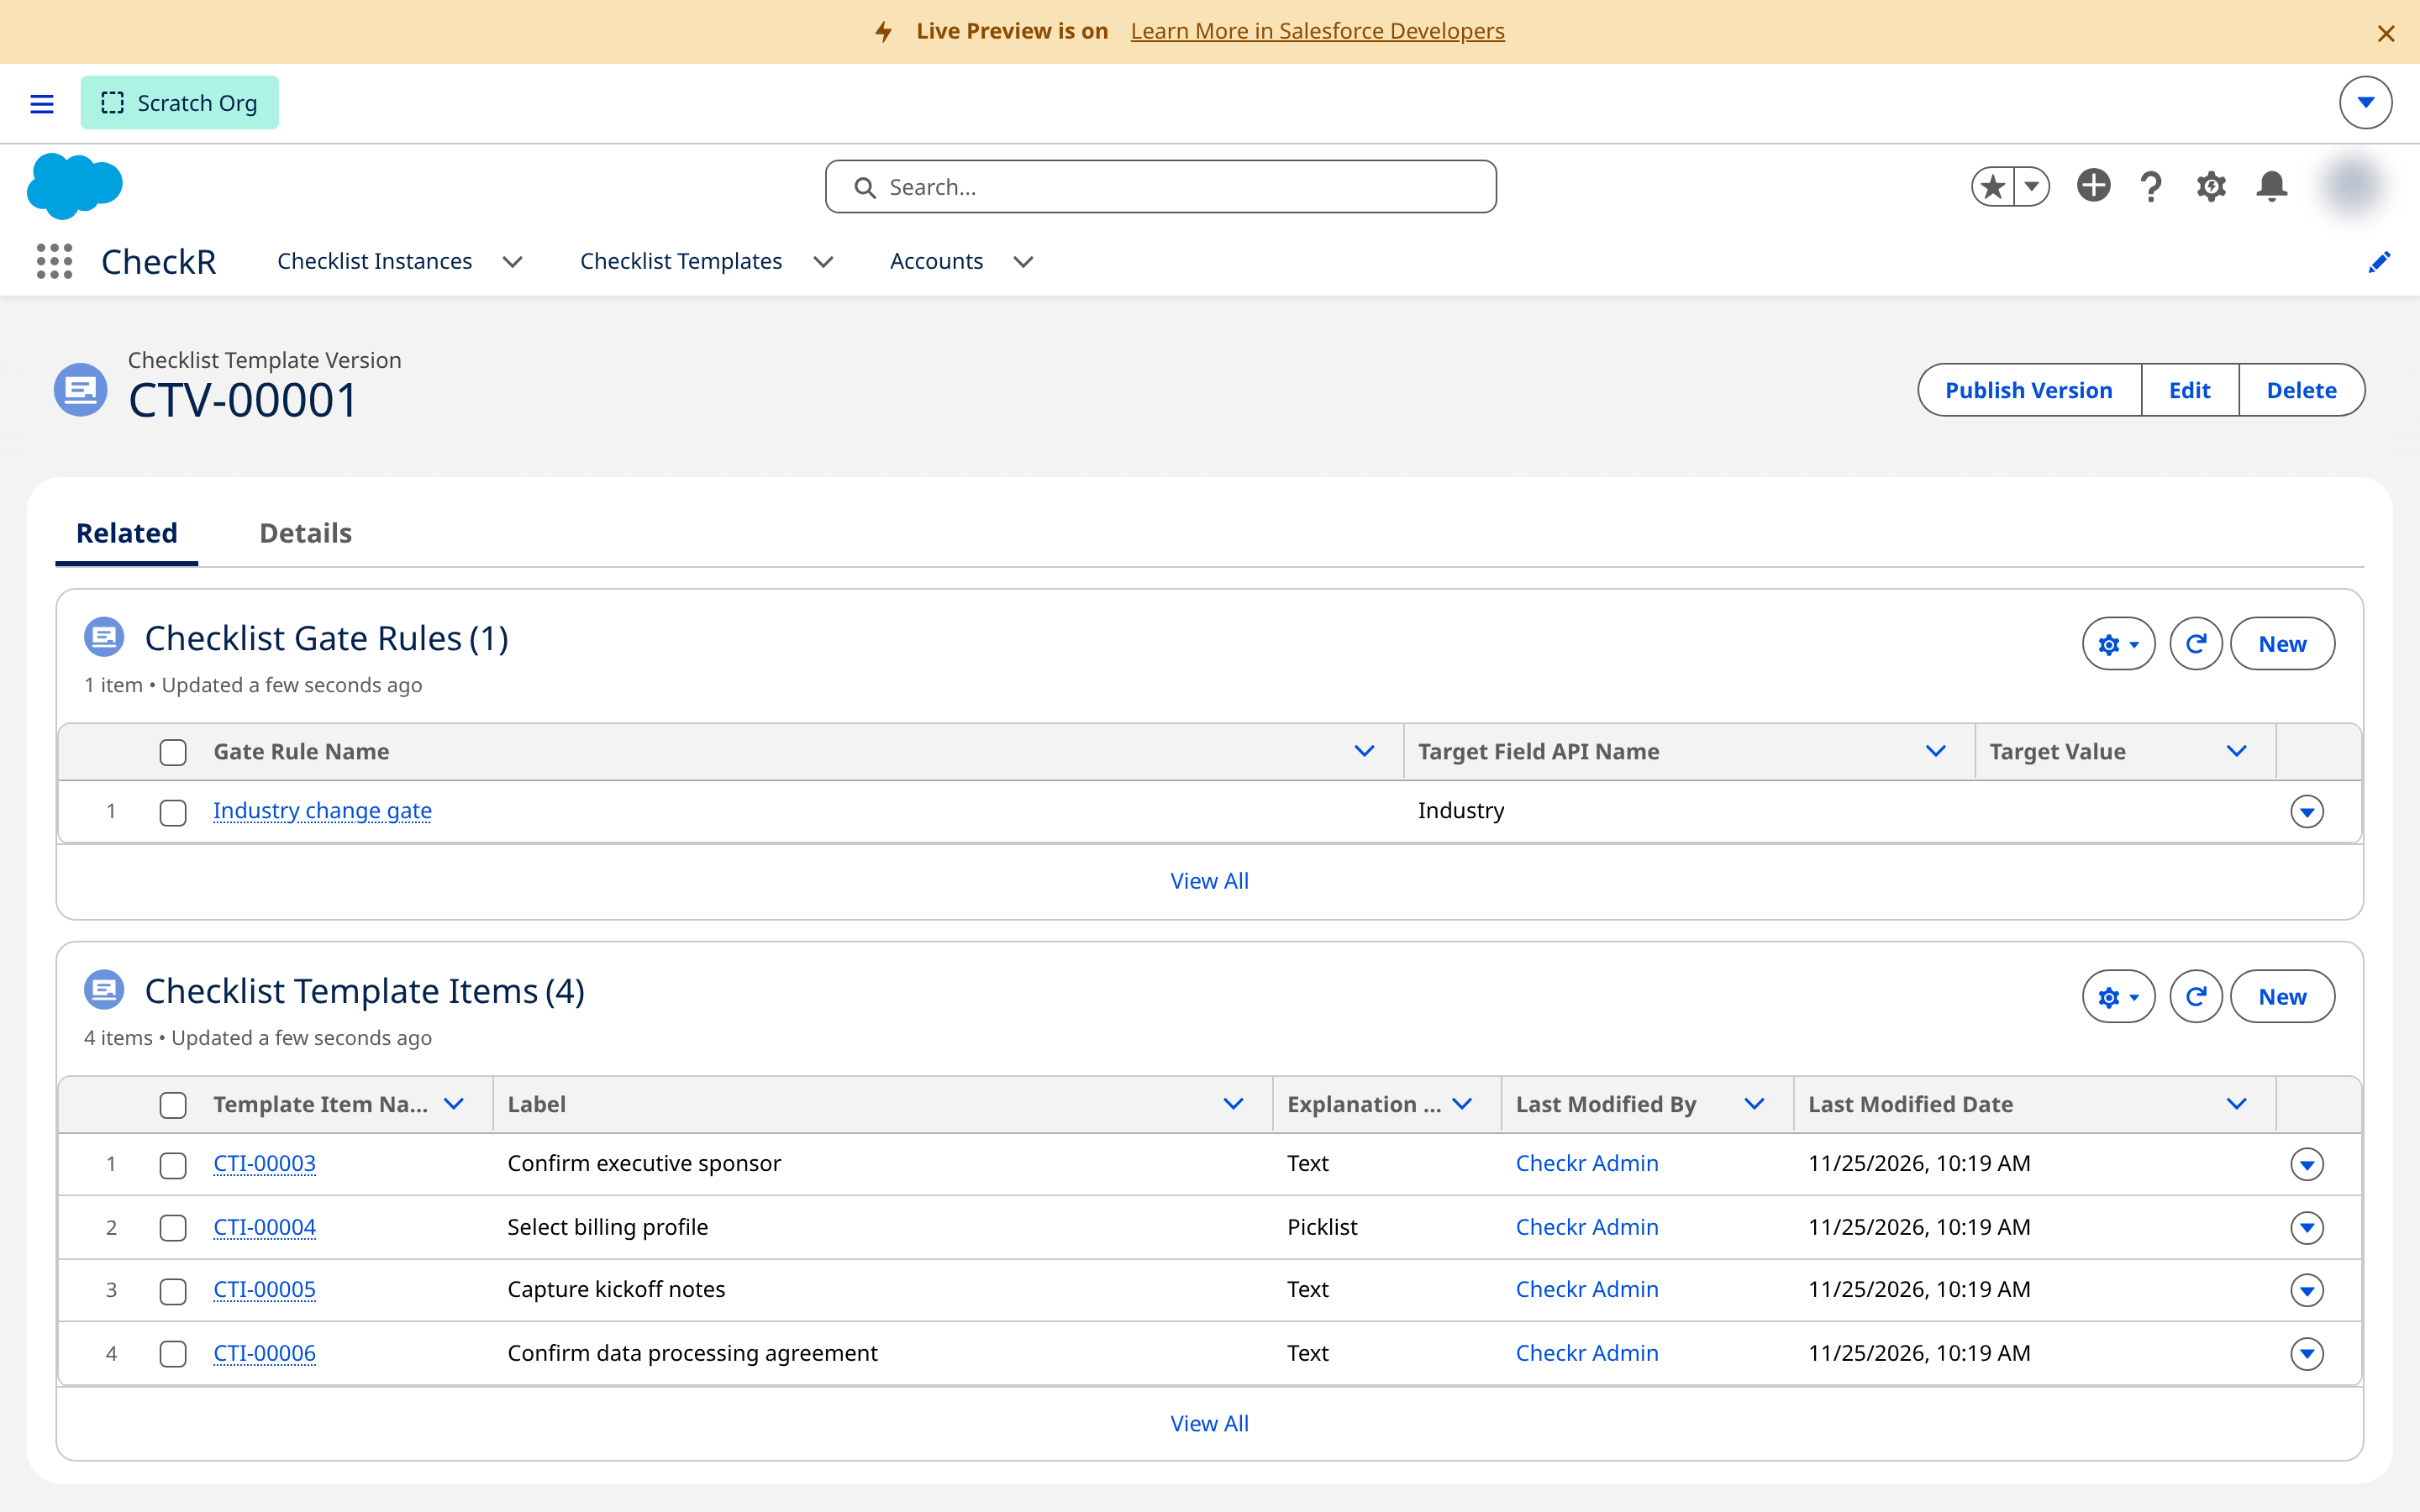 Live Preview is on Learn More in Salesforce Developers
Scratch Org
Search...
CheckR Checklist Instances Checklist Templates Accounts
Checklist Template Version
CTV-00001
Publish Version Edit Delete
Related Details
Checklist Gate Rules (1)
New
1 item • Updated a few seconds ago
Gate Rule Name Target Field API Name Target Value
1 Industry change gate Industry
View All
Checklist Template Items (4)
New
4 items • Updated a few seconds ago
Template Item Na... Label Explanation ... Last Modified By Last Modified Date
1 CTI-00003 Confirm executive sponsor Text Checkr Admin 11/25/2026, 10:19 AM
2 CTI-00004 Select billing profile Picklist Checkr Admin 11/25/2026, 10:19 AM
3 CTI-00005 Capture kickoff notes Text Checkr Admin 11/25/2026, 10:19 AM
4 CTI-00006 Confirm data processing agreement Text Checkr Admin 11/25/2026, 10:19 AM
View All